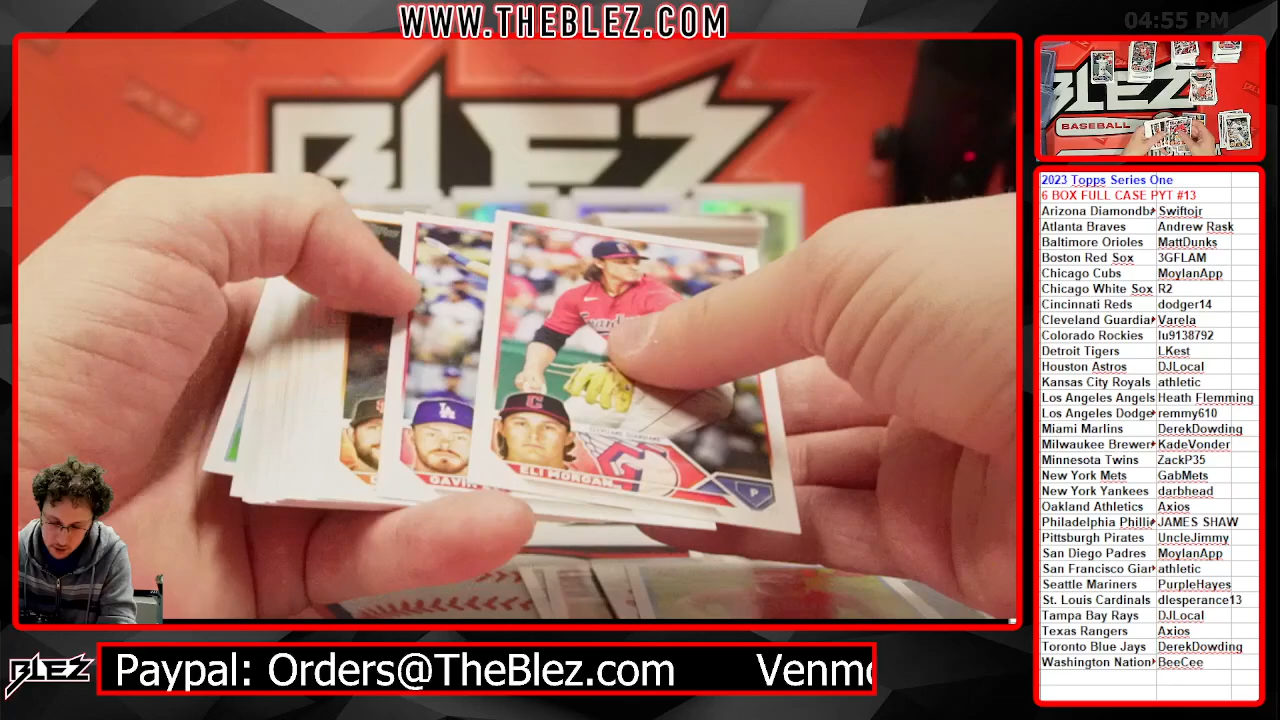 WWW.THEBLEZ.COM
04:55 PM
BLEZ
BLEZ
BASEBALL
ELI MORGAN
P
GAVIN
LA
C
2023 Topps Series One
6 BOX FULL CASE PYT #13
Arizona Diamondba Swiftojr
Atlanta Braves Andrew Rask
Baltimore Orioles MattDunks
Boston Red Sox 3GFLAM
Chicago Cubs MoylanApp
Chicago White Sox R2
Cincinnati Reds dodger14
Cleveland Guardia Varela
Colorado Rockies lu9138792
Detroit Tigers LKest
Houston Astros DJLocal
Kansas City Royals athletic
Los Angeles Angels Heath Flemming
Los Angeles Dodge remmy610
Miami Marlins DerekDowding
Milwaukee Brewer KadeVonder
Minnesota Twins ZackP35
New York Mets GabMets
New York Yankees darbhead
Oakland Athletics Axios
Philadelphia Philli JAMES SHAW
Pittsburgh Pirates UncleJimmy
San Diego Padres MoylanApp
San Francisco Gian athletic
Seattle Mariners PurpleHayes
St. Louis Cardinals dlesperance13
Tampa Bay Rays DJLocal
Texas Rangers Axios
Toronto Blue Jays DerekDowding
Washington Nation BeeCee
BLEZ
Paypal: Orders@TheBlez.com Venmo